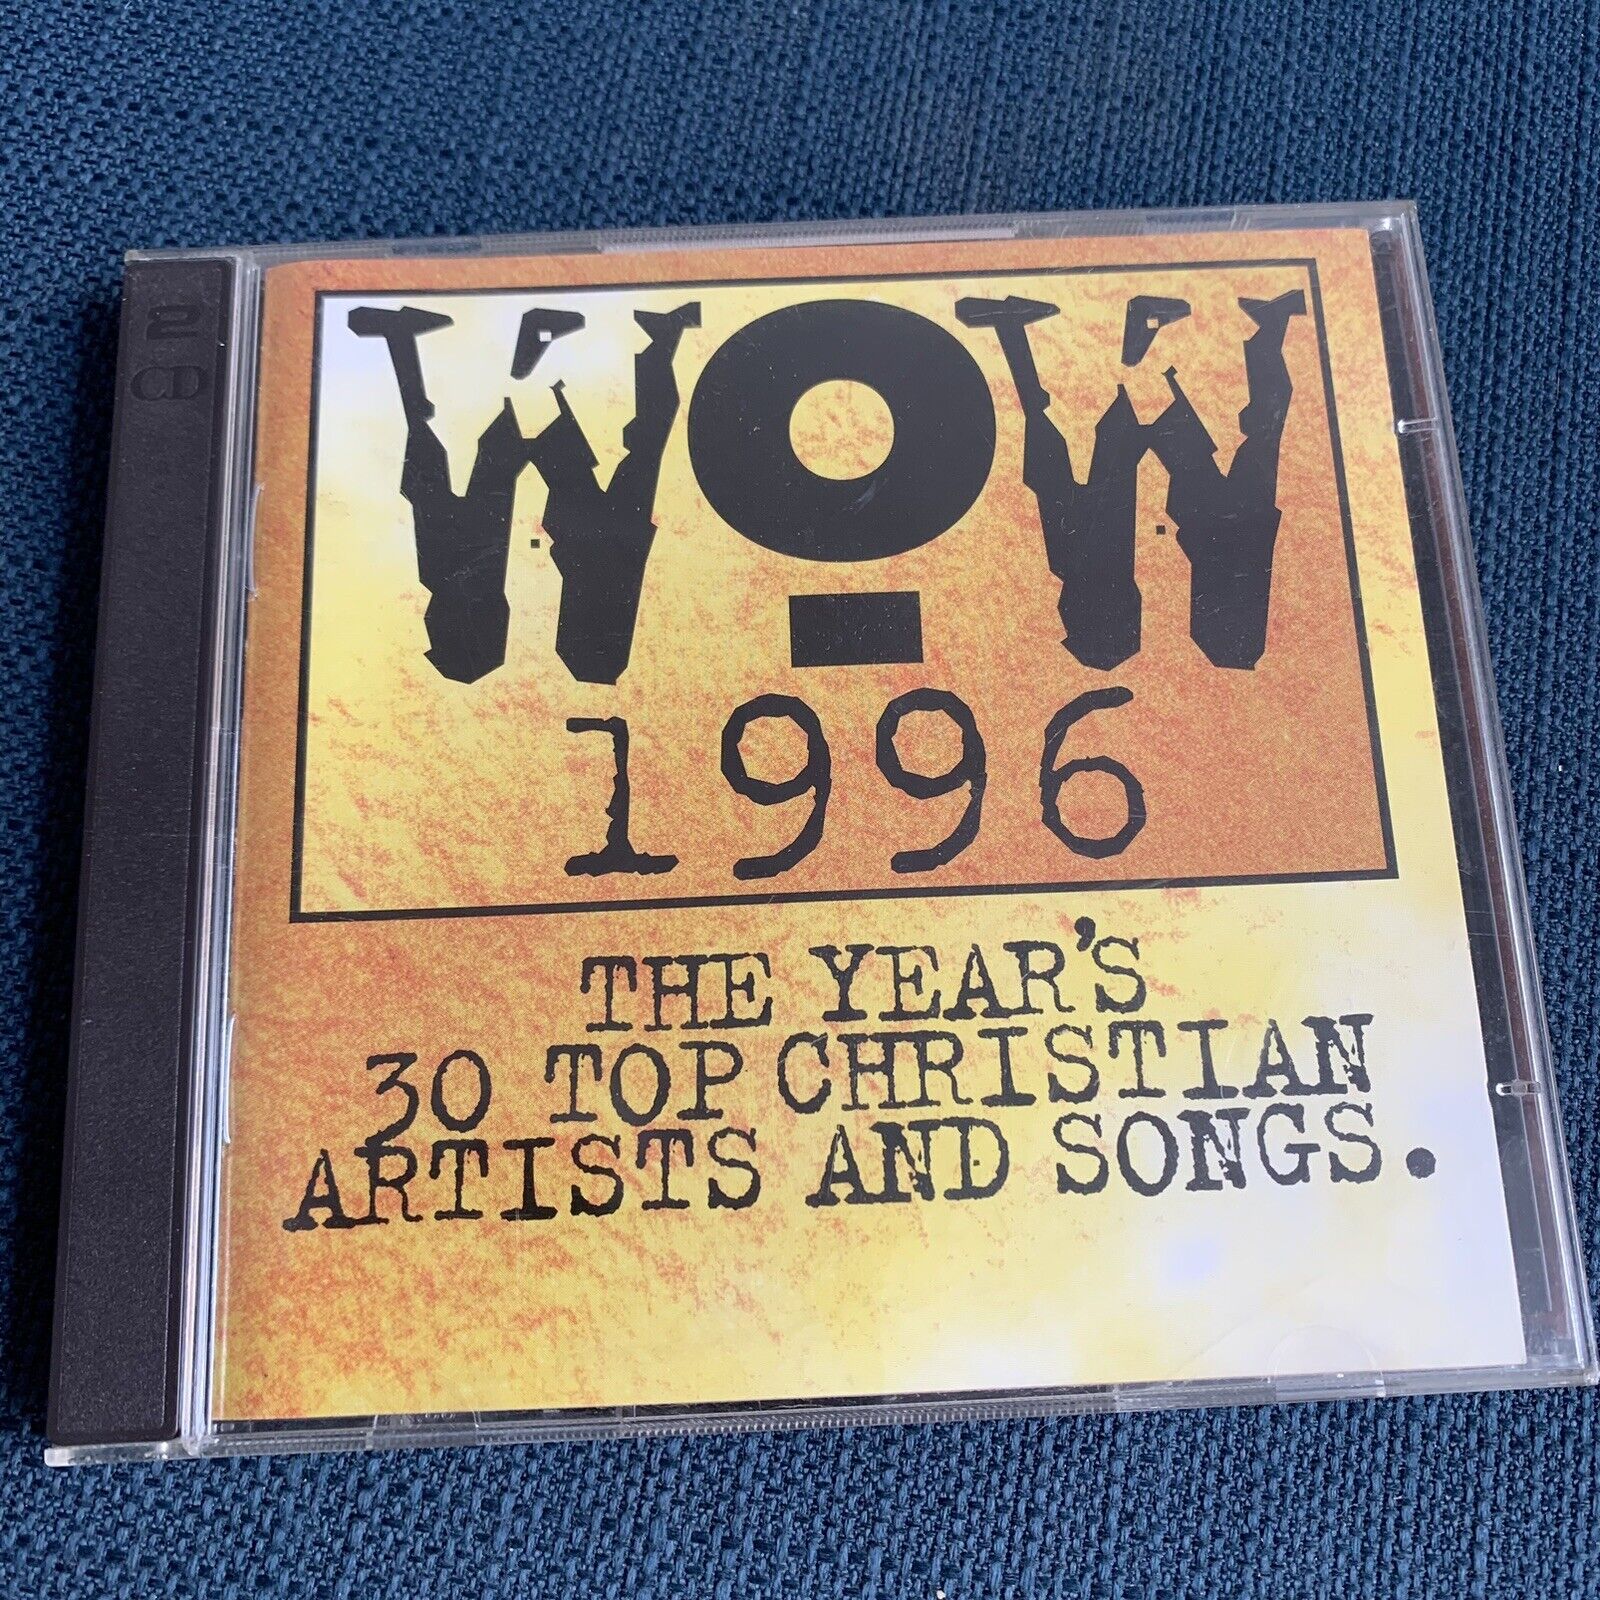 2
CD
WOW
1996
THE YEAR'S
30 TOP CHRISTIAN
ARTISTS AND SONGS.